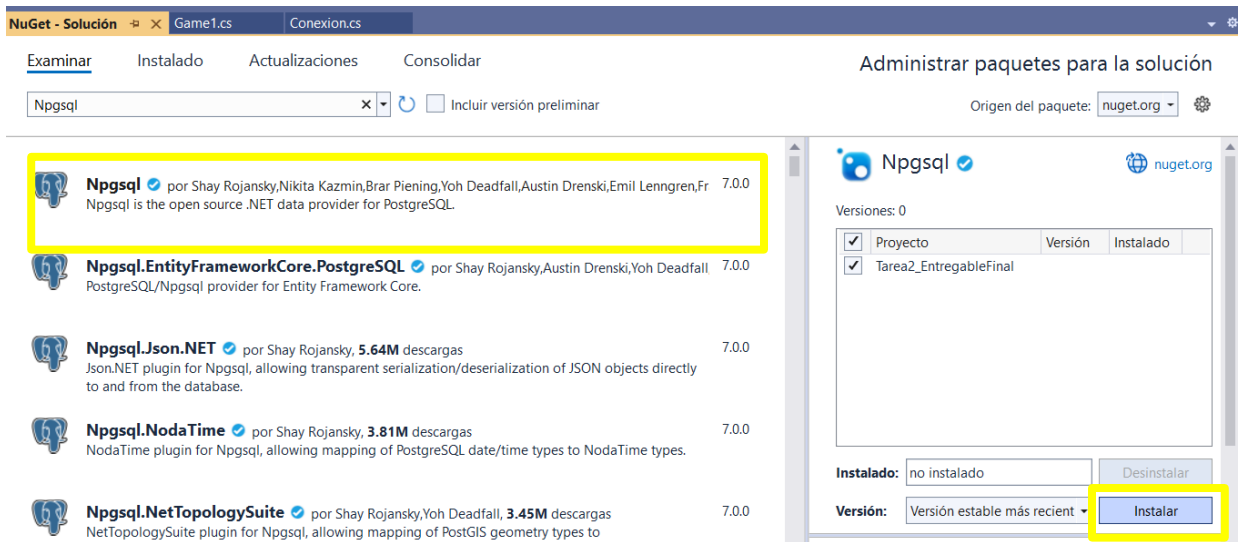 NuGet - Solución
Game1.cs
Conexion.cs
Examinar
Instalado
Actualizaciones
Consolidar
Administrar paquetes para la solución
Npgsql
Incluir versión preliminar
Origen del paquete:
nuget.org
Npgsql por Shay Rojansky,Nikita Kazmin,Brar Piening,Yoh Deadfall,Austin Drenski,Emil Lenngren,Fr
7.0.0
Npgsql is the open source .NET data provider for PostgreSQL.
Npgsql.EntityFrameworkCore.PostgreSQL por Shay Rojansky,Austin Drenski,Yoh Deadfall
7.0.0
PostgreSQL/Npgsql provider for Entity Framework Core.
Npgsql.Json.NET por Shay Rojansky, 5.64M descargas
7.0.0
Json.NET plugin for Npgsql, allowing transparent serialization/deserialization of JSON objects directly
to and from the database.
Npgsql.NodaTime por Shay Rojansky, 3.81M descargas
7.0.0
NodaTime plugin for Npgsql, allowing mapping of PostgreSQL date/time types to NodaTime types.
Npgsql.NetTopologySuite por Shay Rojansky,Yoh Deadfall, 3.45M descargas
7.0.0
NetTopologySuite plugin for Npgsql, allowing mapping of PostGIS geometry types to
Npgsql
nuget.org
Versiones: 0
Proyecto
Versión
Instalado
Tarea2_EntregableFinal
Instalado:
no instalado
Desinstalar
Versión:
Versión estable más recient
Instalar